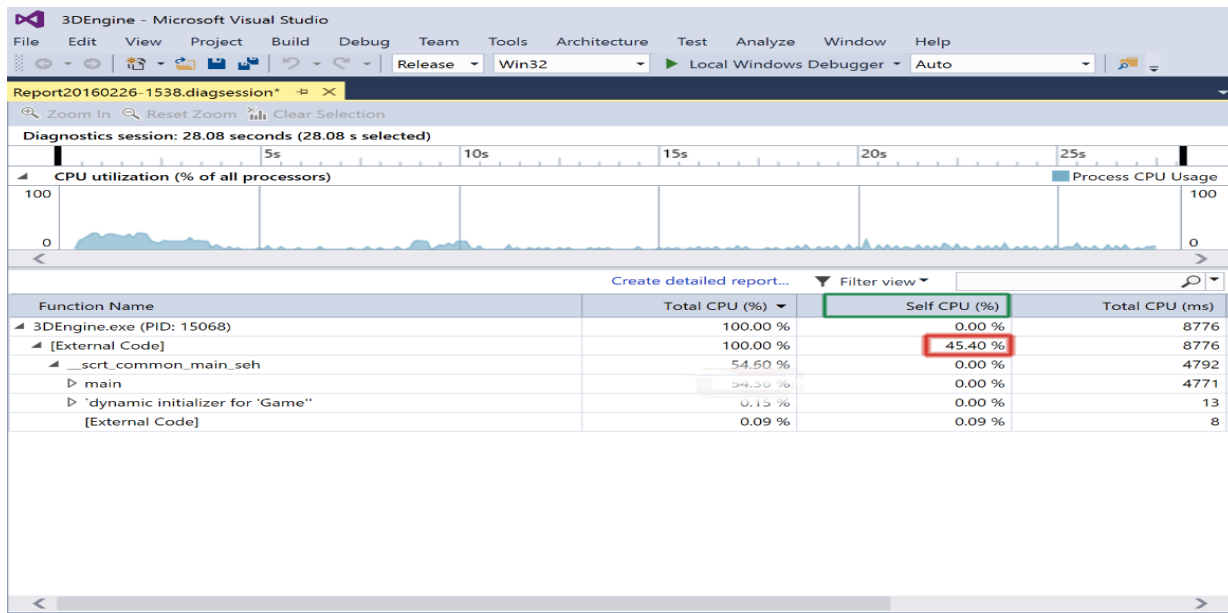 3DEngine - Microsoft Visual Studio
File Edit View Project Build Debug Team Tools Architecture Test Analyze Window Help
Release Win32 Local Windows Debugger Auto
Report20160226-1538.diagsession*
Zoom In Reset Zoom Clear Selection
Diagnostics session: 28.08 seconds (28.08 s selected)
5s 10s 15s 20s 25s
CPU utilization (% of all processors) Process CPU Usage
100 100
0 0
Create detailed report... Filter view
Function Name Total CPU (%) Self CPU (%) Total CPU (ms)
3DEngine.exe (PID: 15068) 100.00 % 0.00 % 8776
[External Code] 100.00 % 45.40 % 8776
__scrt_common_main_seh 54.60 % 0.00 % 4792
main 54.36 % 0.00 % 4771
`dynamic initializer for 'Game'' 0.15 % 0.00 % 13
[External Code] 0.09 % 0.09 % 8